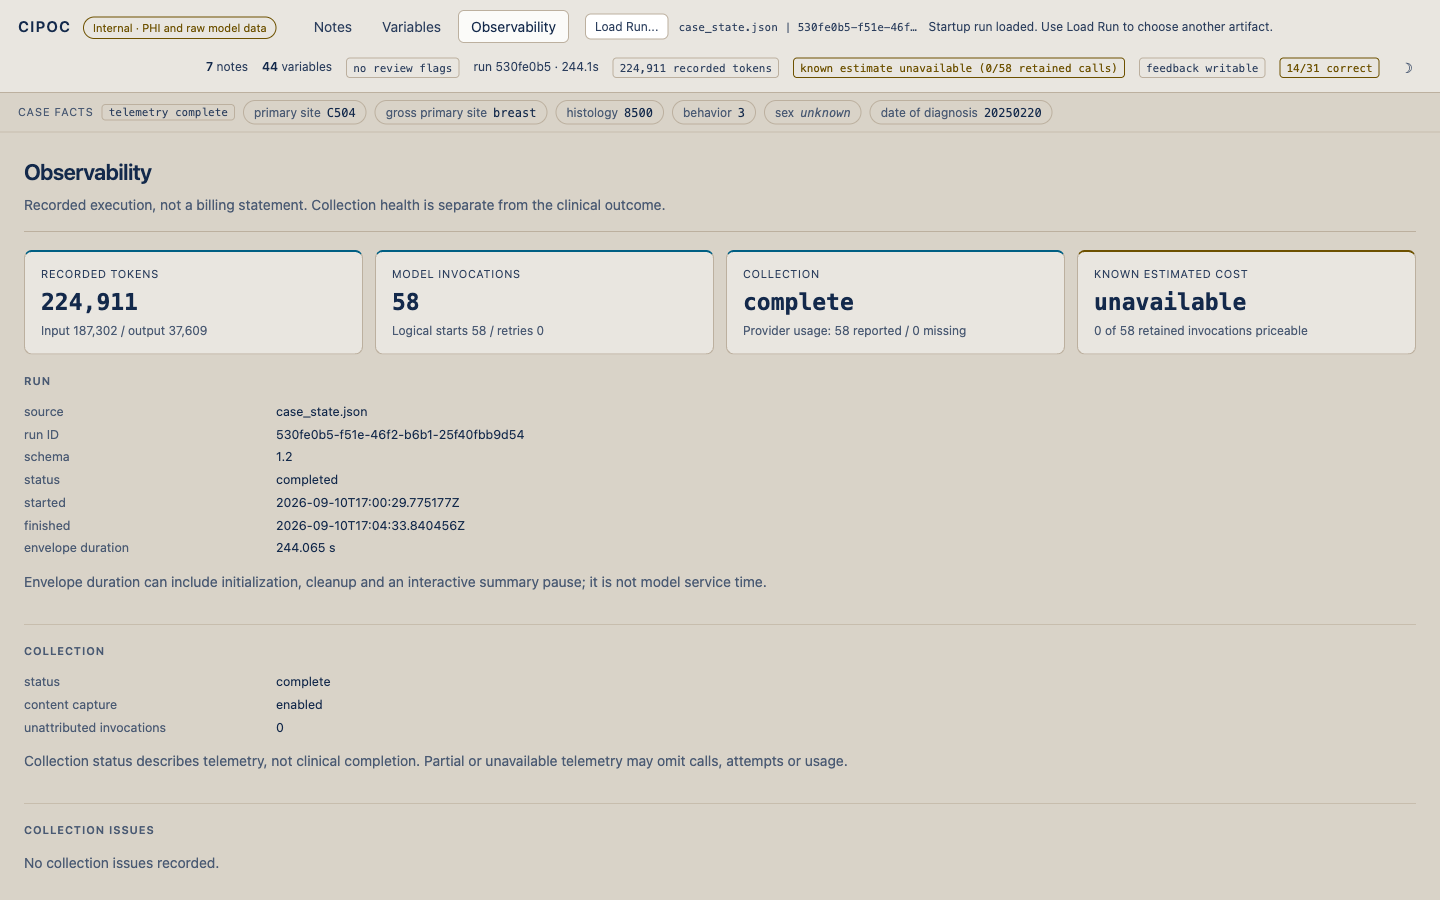 CIPOC Internal · PHI and raw model data Notes Variables Observability Load Run... case_state.json | 530fe0b5-f51e-46f… Startup run loaded. Use Load Run to choose another artifact.
7 notes 44 variables no review flags run 530fe0b5 · 244.1s 224,911 recorded tokens known estimate unavailable (0/58 retained calls) feedback writable 14/31 correct
CASE FACTS telemetry complete primary site C504 gross primary site breast histology 8500 behavior 3 sex unknown date of diagnosis 20250220
Observability
Recorded execution, not a billing statement. Collection health is separate from the clinical outcome.
RECORDED TOKENS
224,911
Input 187,302 / output 37,609
MODEL INVOCATIONS
58
Logical starts 58 / retries 0
COLLECTION
complete
Provider usage: 58 reported / 0 missing
KNOWN ESTIMATED COST
unavailable
0 of 58 retained invocations priceable
RUN
source case_state.json
run ID 530fe0b5-f51e-46f2-b6b1-25f40fbb9d54
schema 1.2
status completed
started 2026-09-10T17:00:29.775177Z
finished 2026-09-10T17:04:33.840456Z
envelope duration 244.065 s
Envelope duration can include initialization, cleanup and an interactive summary pause; it is not model service time.
COLLECTION
status complete
content capture enabled
unattributed invocations 0
Collection status describes telemetry, not clinical completion. Partial or unavailable telemetry may omit calls, attempts or usage.
COLLECTION ISSUES
No collection issues recorded.